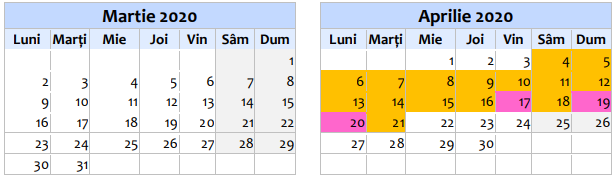 Martie 2020
Luni Marți Mie Joi Vin Sâm Dum
1
2 3 4 5 6 7 8
9 10 11 12 13 14 15
16 17 18 19 20 21 22
23 24 25 26 27 28 29
30 31
Aprilie 2020
Luni Marți Mie Joi Vin Sâm Dum
1 2 3 4 5
6 7 8 9 10 11 12
13 14 15 16 17 18 19
20 21 22 23 24 25 26
27 28 29 30